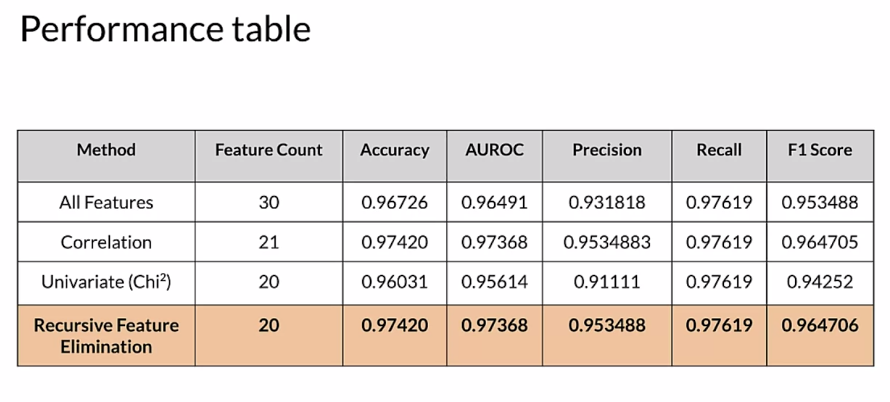 Performance table
Method Feature Count Accuracy AUROC Precision Recall F1 Score
All Features 30 0.96726 0.96491 0.931818 0.97619 0.953488
Correlation 21 0.97420 0.97368 0.9534883 0.97619 0.964705
Univariate (Chi²) 20 0.96031 0.95614 0.91111 0.97619 0.94252
Recursive Feature Elimination 20 0.97420 0.97368 0.953488 0.97619 0.964706